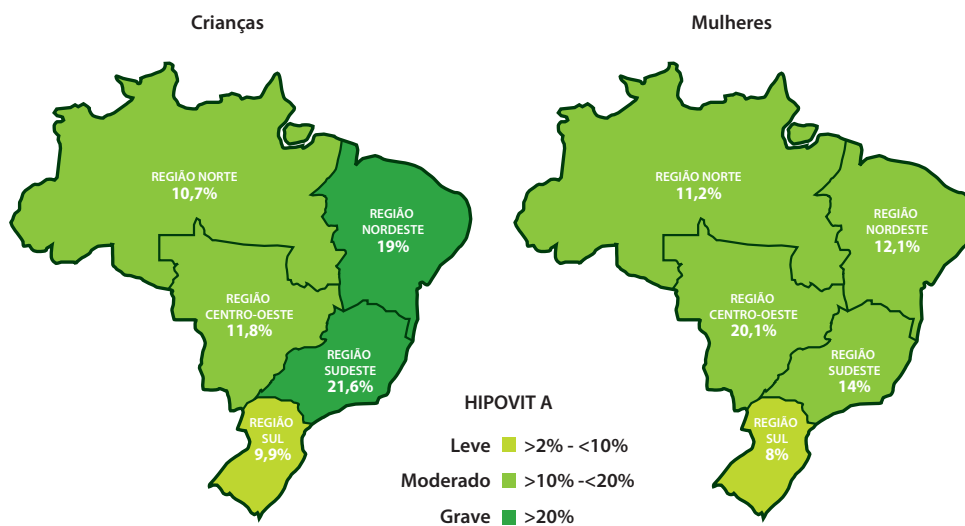 Crianças
REGIÃO NORTE
10,7%
REGIÃO
NORDESTE
19%
REGIÃO
CENTRO-OESTE
11,8%
REGIÃO
SUDESTE
21,6%
REGIÃO
SUL
9,9%
Mulheres
REGIÃO NORTE
11,2%
REGIÃO
NORDESTE
12,1%
REGIÃO
CENTRO-OESTE
20,1%
REGIÃO
SUDESTE
14%
REGIÃO
SUL
8%
HIPOVIT A
Leve >2% - <10%
Moderado >10% -<20%
Grave >20%